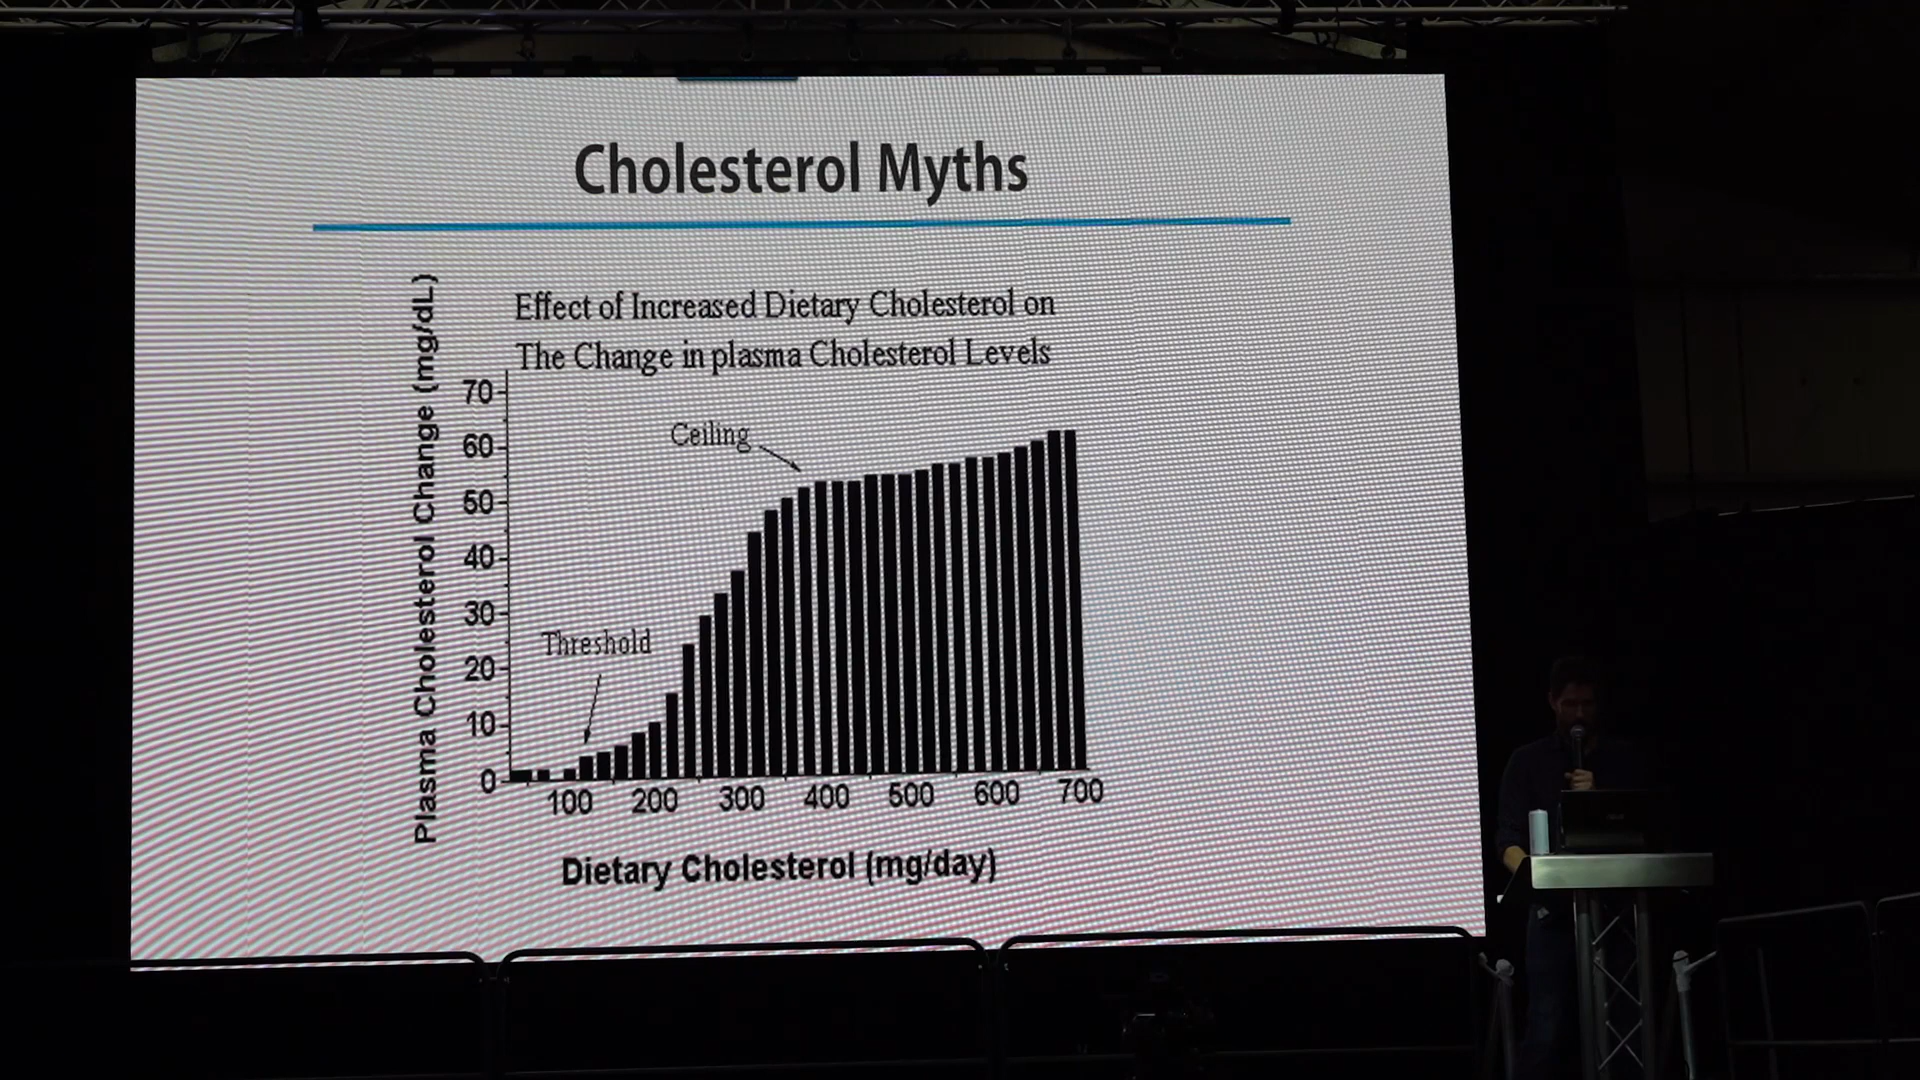 Cholesterol Myths
Effect of Increased Dietary Cholesterol on
The Change in plasma Cholesterol Levels
Plasma Cholesterol Change (mg/dL)
70
60
50
40
30
20
10
0
Ceiling
Threshold
100 200 300 400 500 600 700
Dietary Cholesterol (mg/day)